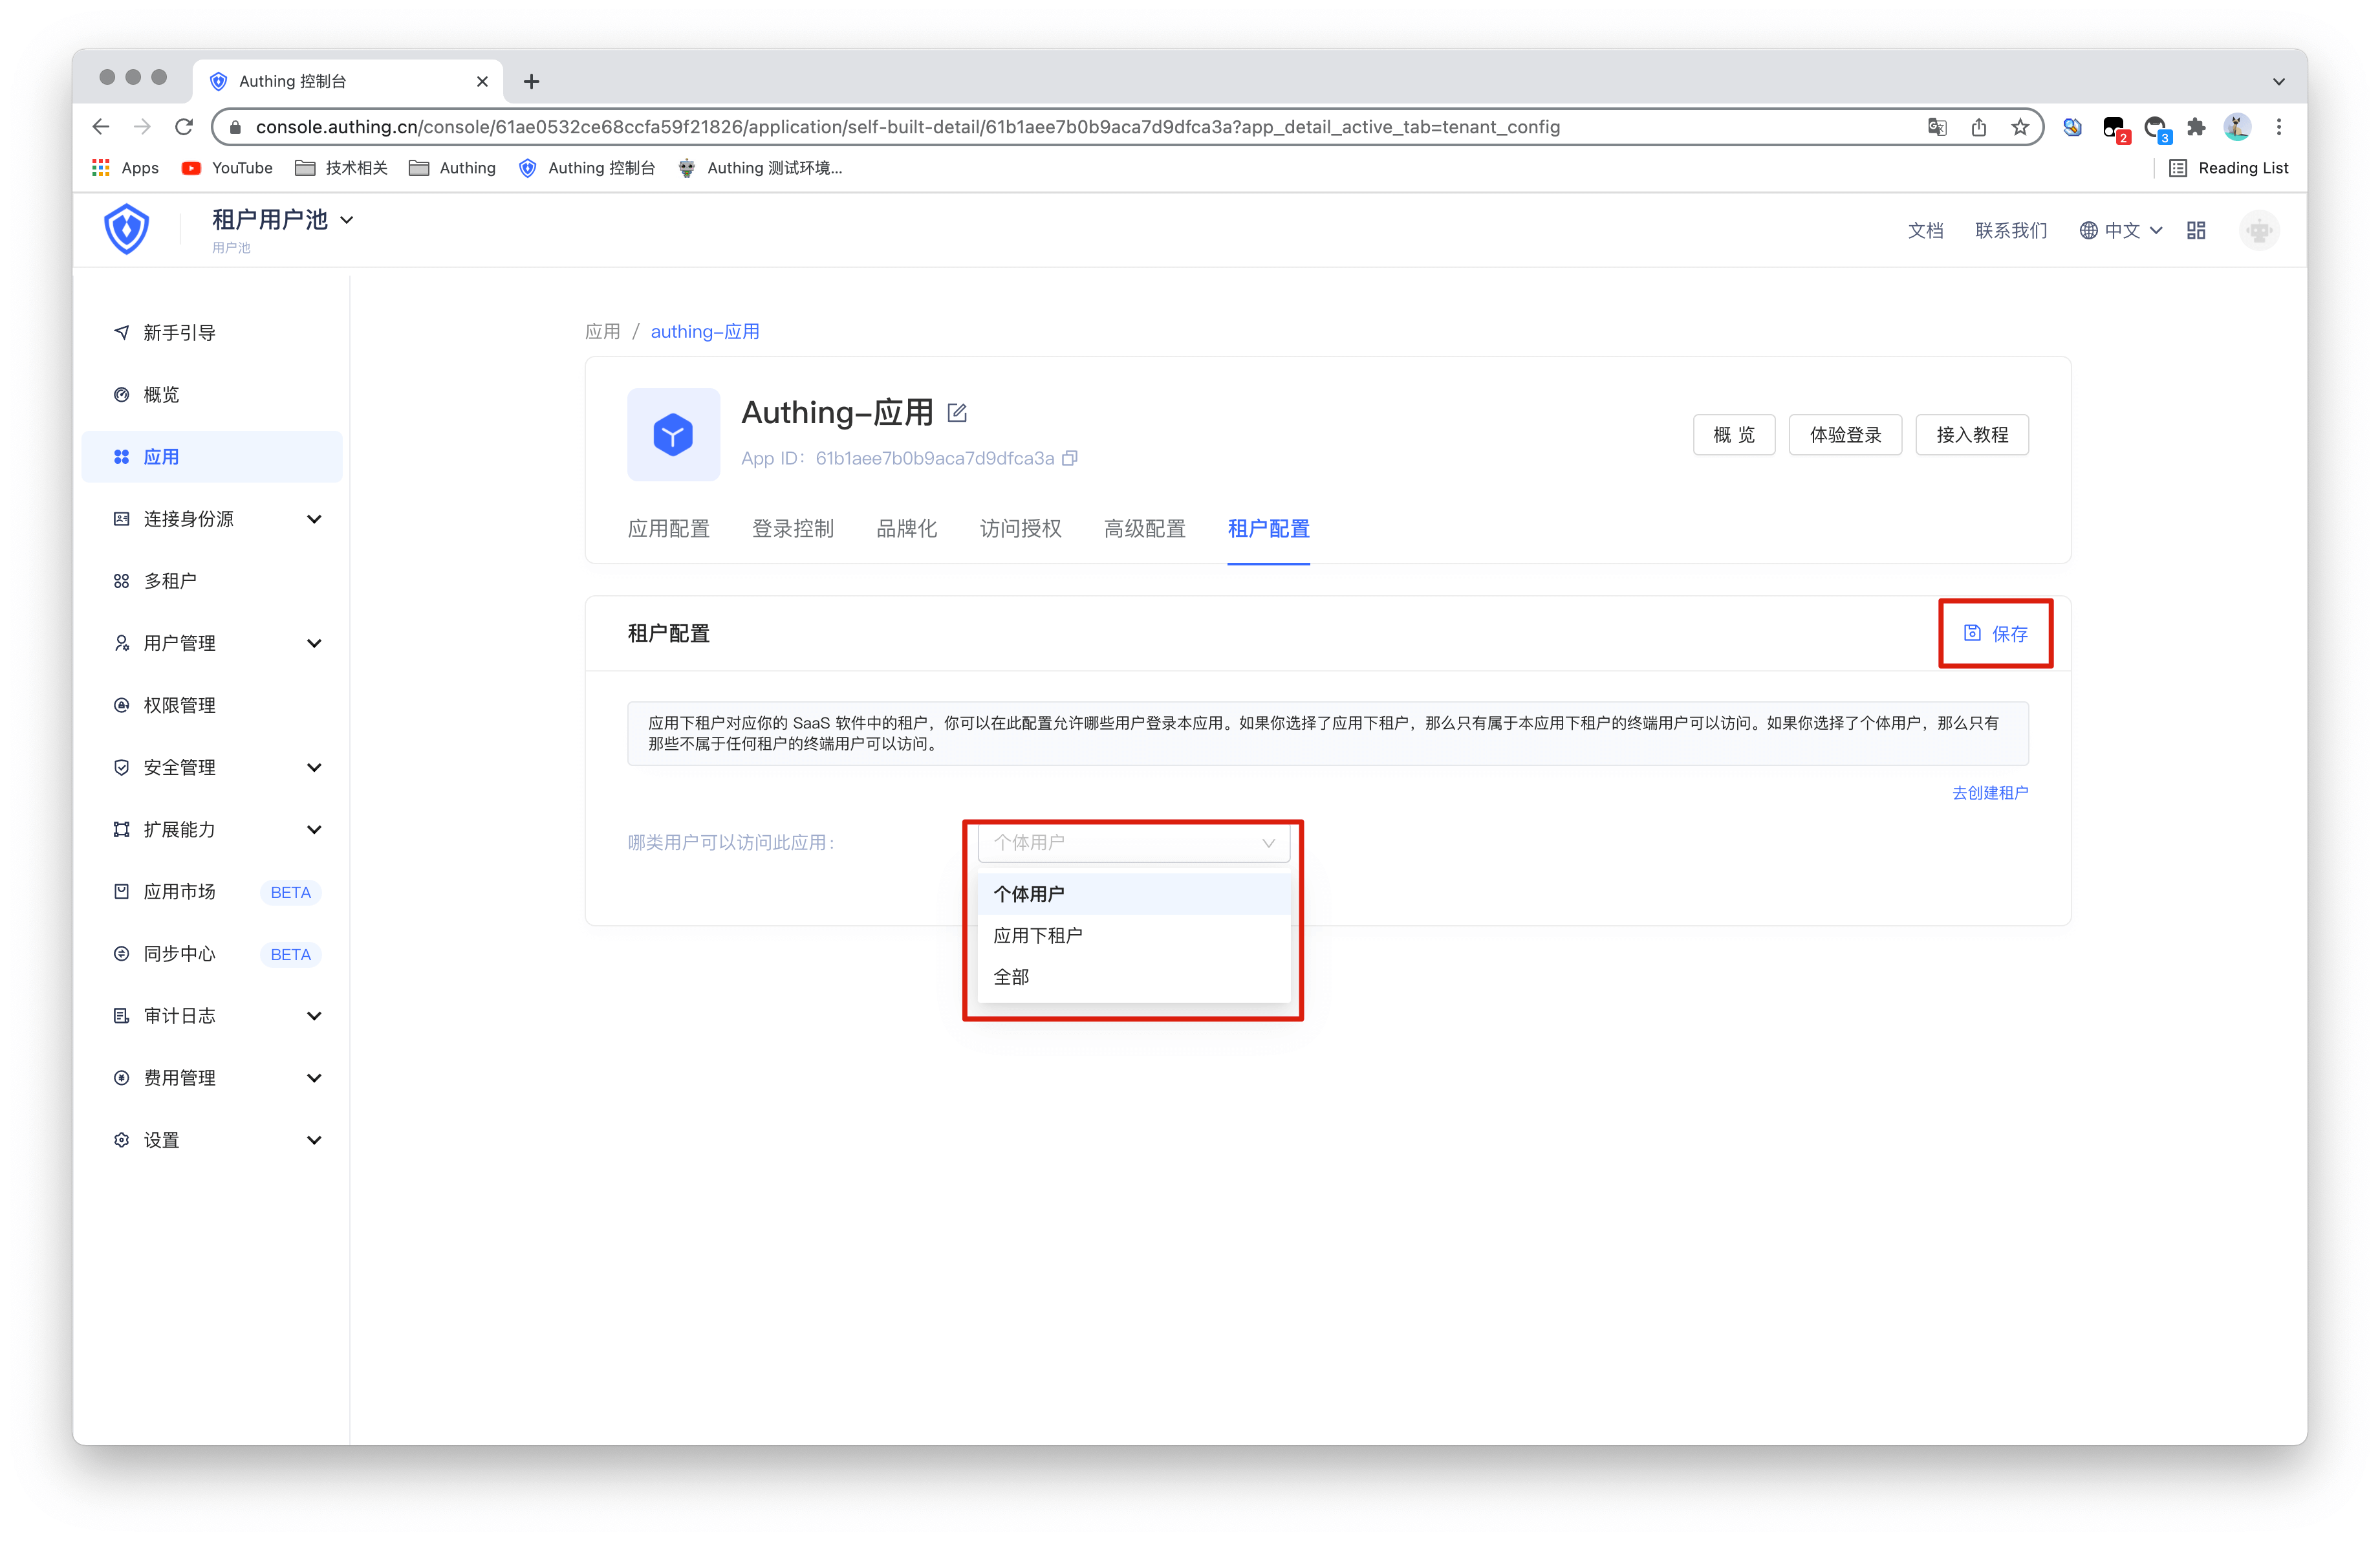 Authing 控制台
console.authing.cn/console/61ae0532ce68ccfa59f21826/application/self-built-detail/61b1aee7b0b9aca7d9dfca3a?app_detail_active_tab=tenant_config
2
3
Apps
YouTube
技术相关
Authing
Authing 控制台
Authing 测试环境...
Reading List
租户用户池
用户池
文档
联系我们
中文
新手引导
概览
应用
连接身份源
多租户
用户管理
权限管理
安全管理
扩展能力
应用市场 BETA
同步中心 BETA
审计日志
费用管理
设置
应用 / authing-应用
Authing-应用
App ID： 61b1aee7b0b9aca7d9dfca3a
概 览
体验登录
接入教程
应用配置
登录控制
品牌化
访问授权
高级配置
租户配置
租户配置
保存
应用下租户对应你的 SaaS 软件中的租户，你可以在此配置允许哪些用户登录本应用。如果你选择了应用下租户，那么只有属于本应用下租户的终端用户可以访问。如果你选择了个体用户，那么只有
那些不属于任何租户的终端用户可以访问。
去创建租户
哪类用户可以访问此应用：
个体用户
个体用户
应用下租户
全部